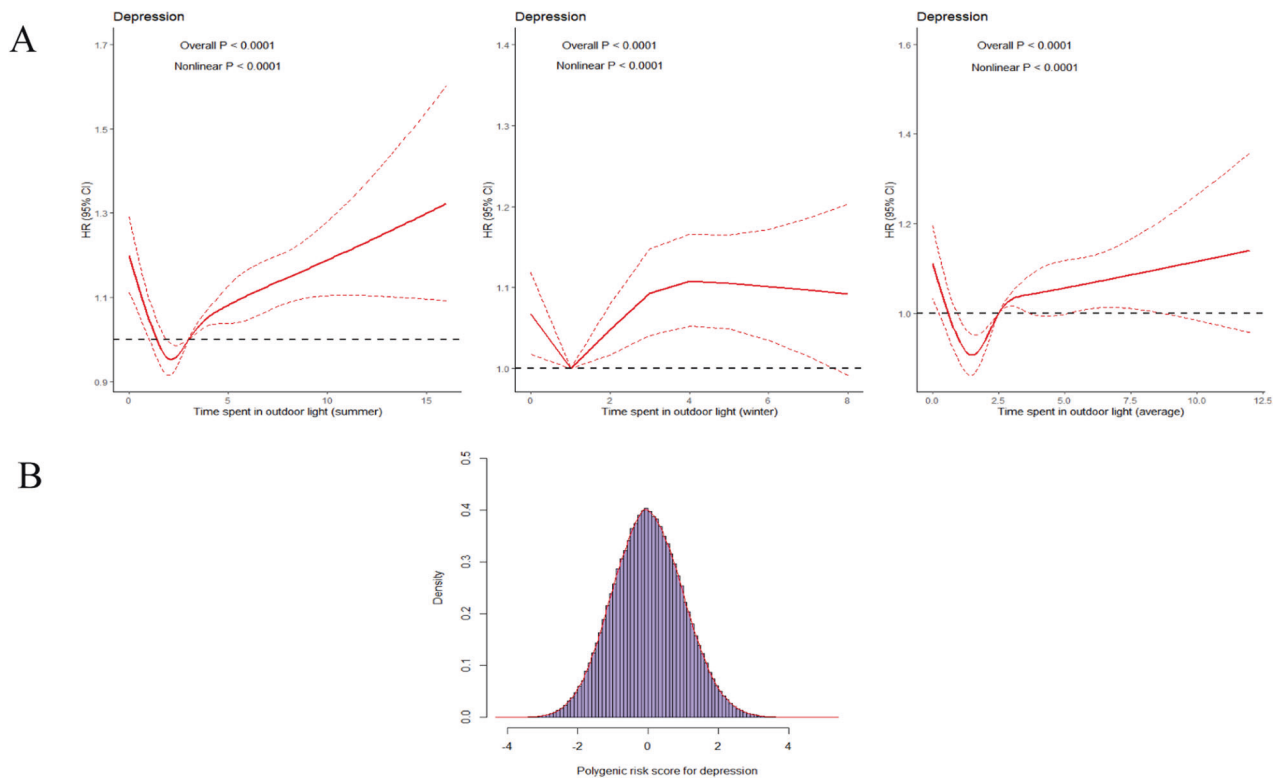 A
Depression
Overall P < 0.0001
Nonlinear P < 0.0001
HR (95% CI)
1.7
1.5
1.3
1.1
0.9
0
5
10
15
Time spent in outdoor light (summer)
Depression
Overall P < 0.0001
Nonlinear P < 0.0001
HR (95% CI)
1.4
1.3
1.2
1.1
1.0
0
2
4
6
8
Time spent in outdoor light (winter)
Depression
Overall P < 0.0001
Nonlinear P < 0.0001
HR (95% CI)
1.6
1.4
1.2
1.0
0.0
2.5
5.0
7.5
10.0
12.5
Time spent in outdoor light (average)
B
Density
0.5
0.4
0.3
0.2
0.1
0.0
-4
-2
0
2
4
Polygenic risk score for depression